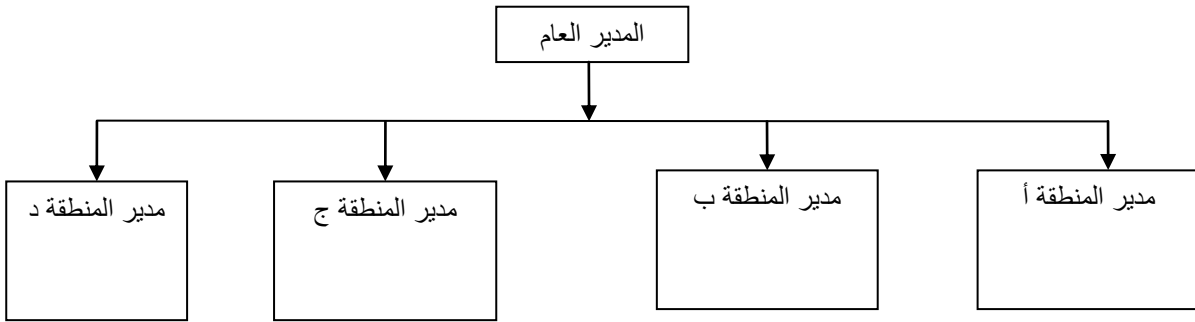 المدير العام
مدير المنطقة أ
مدير المنطقة ب
مدير المنطقة ج
مدير المنطقة د